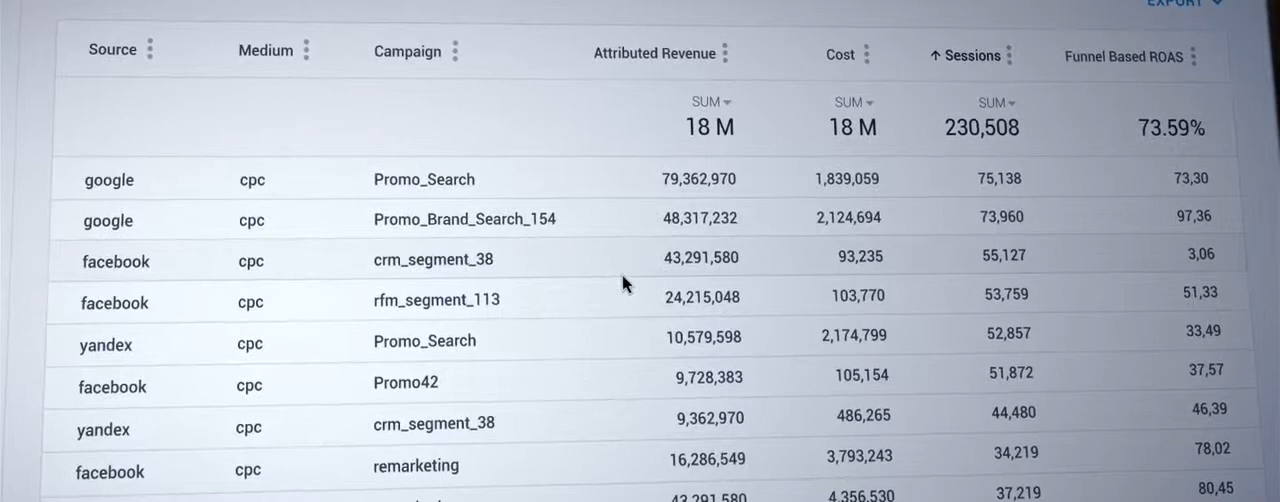 EXPORT
Source Medium Campaign Attributed Revenue Cost ↑ Sessions Funnel Based ROAS
SUM SUM SUM
18 M 18 M 230,508 73.59%
google cpc Promo_Search 79,362,970 1,839,059 75,138 73,30
google cpc Promo_Brand_Search_154 48,317,232 2,124,694 73,960 97,36
facebook cpc crm_segment_38 43,291,580 93,235 55,127 3,06
facebook cpc rfm_segment_113 24,215,048 103,770 53,759 51,33
yandex cpc Promo_Search 10,579,598 2,174,799 52,857 33,49
facebook cpc Promo42 9,728,383 105,154 51,872 37,57
yandex cpc crm_segment_38 9,362,970 486,265 44,480 46,39
facebook cpc remarketing 16,286,549 3,793,243 34,219 78,02
43,291,580 4,356,530 37,219 80,45